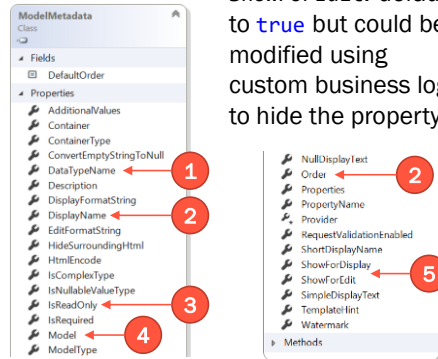 to true but could be
modified using
custom business log
to hide the property
ModelMetadata
Class
Fields
DefaultOrder
Properties
AdditionalValues
Container
ContainerType
ConvertEmptyStringToNull
DataTypeName
1
Description
DisplayFormatString
DisplayName
2
EditFormatString
HideSurroundingHtml
HtmlEncode
IsComplexType
IsNullableValueType
IsReadOnly
3
IsRequired
Model
4
ModelType
NullDisplayText
Order
2
Properties
PropertyName
Provider
RequestValidationEnabled
ShortDisplayName
ShowForDisplay
ShowForEdit
5
SimpleDisplayText
TemplateHint
Watermark
Methods